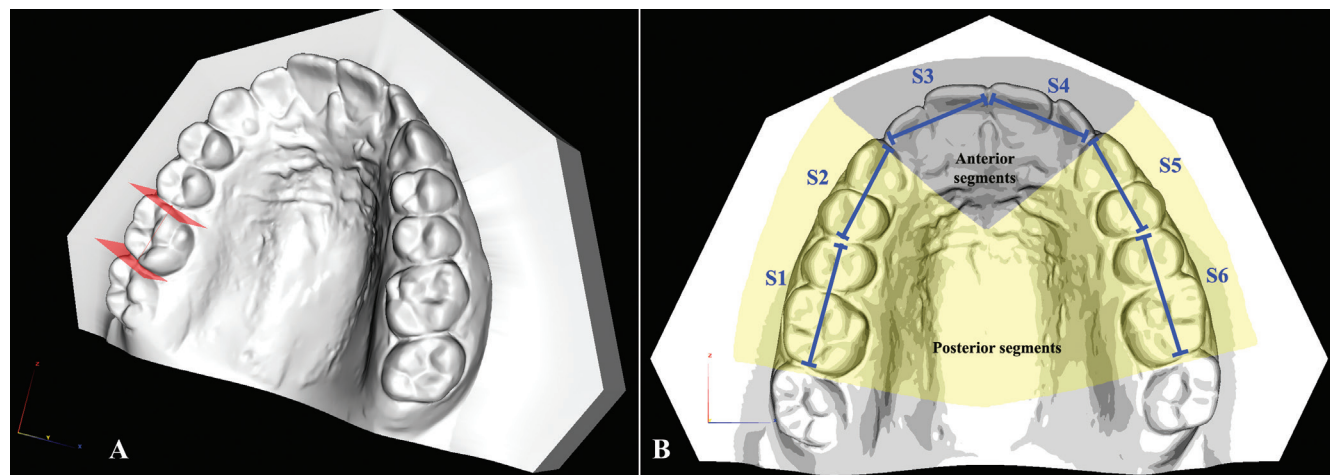 A
Z
Y
X
S3
S4
S2
S5
Anterior
segments
S1
S6
Posterior segments
B
Z